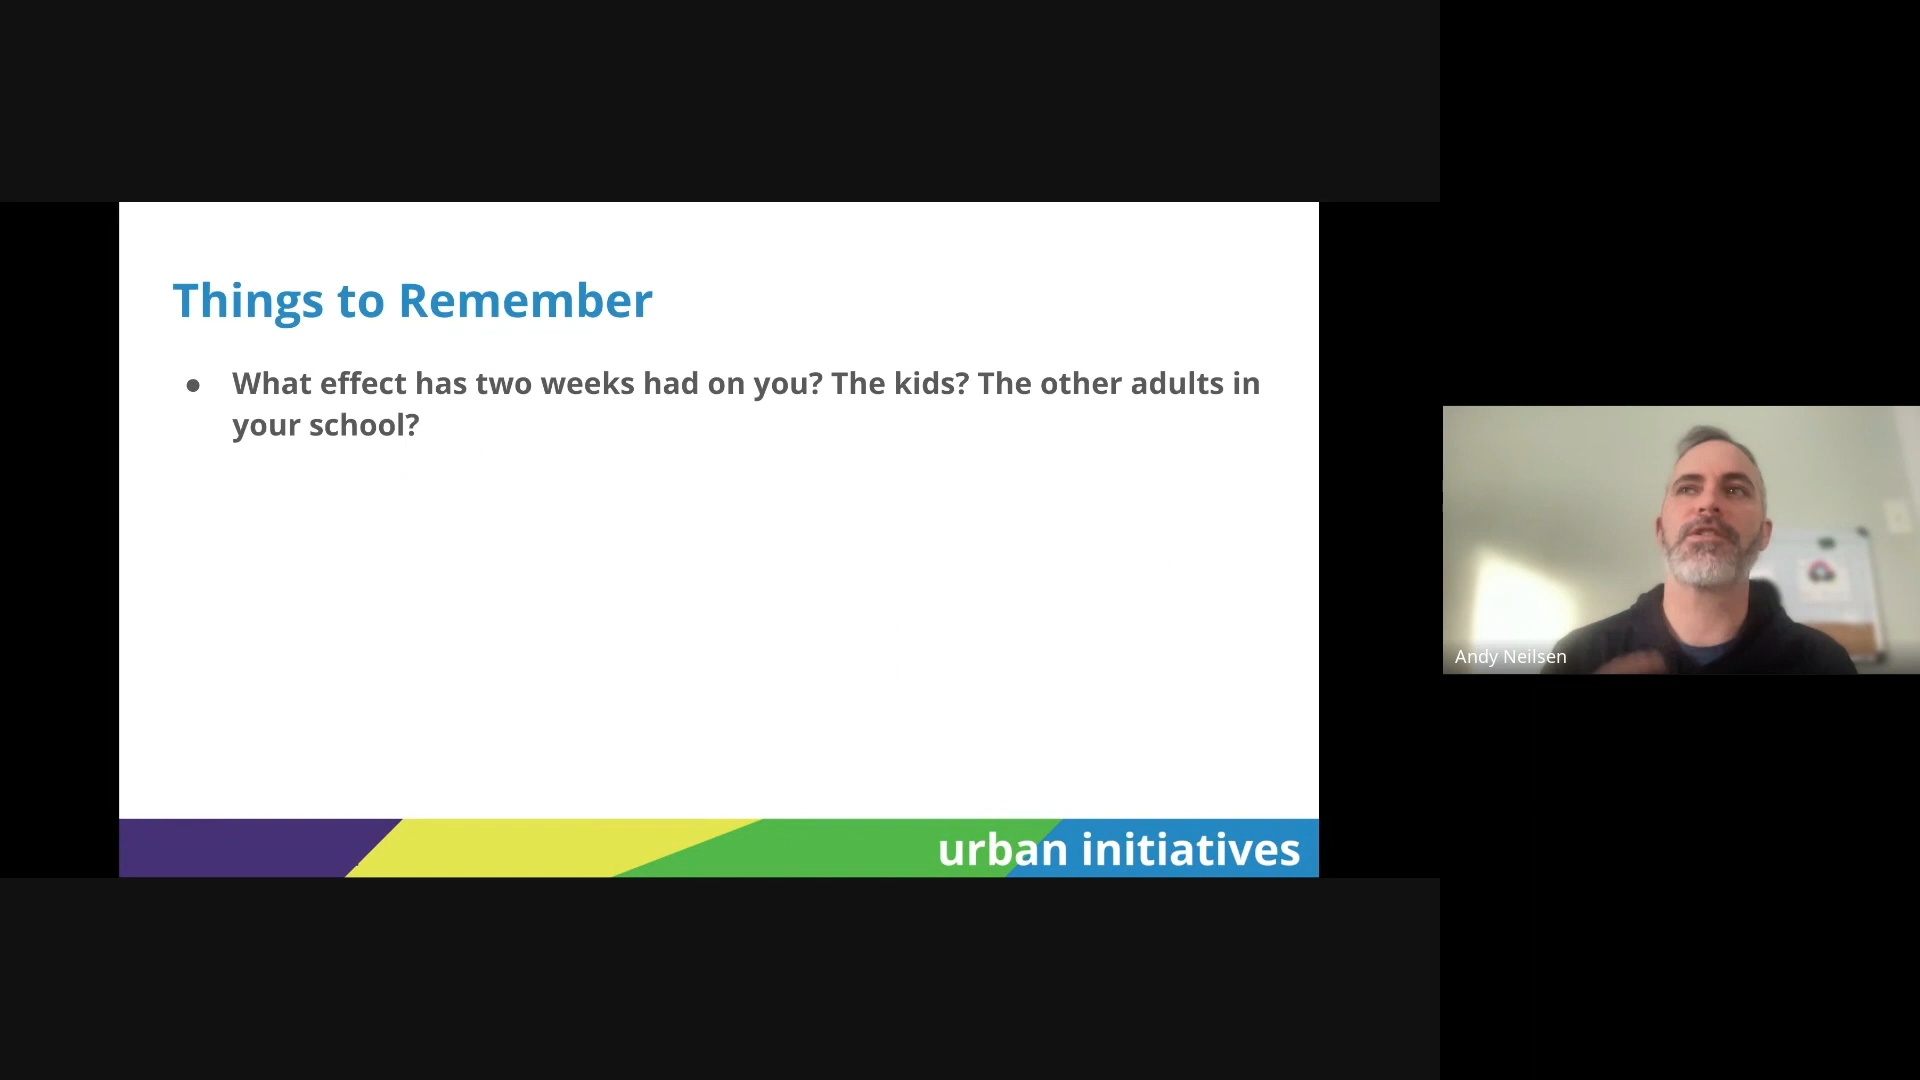 Things to Remember
● What effect has two weeks had on you? The kids? The other adults in
your school?
urban initiatives
Andy Neilsen